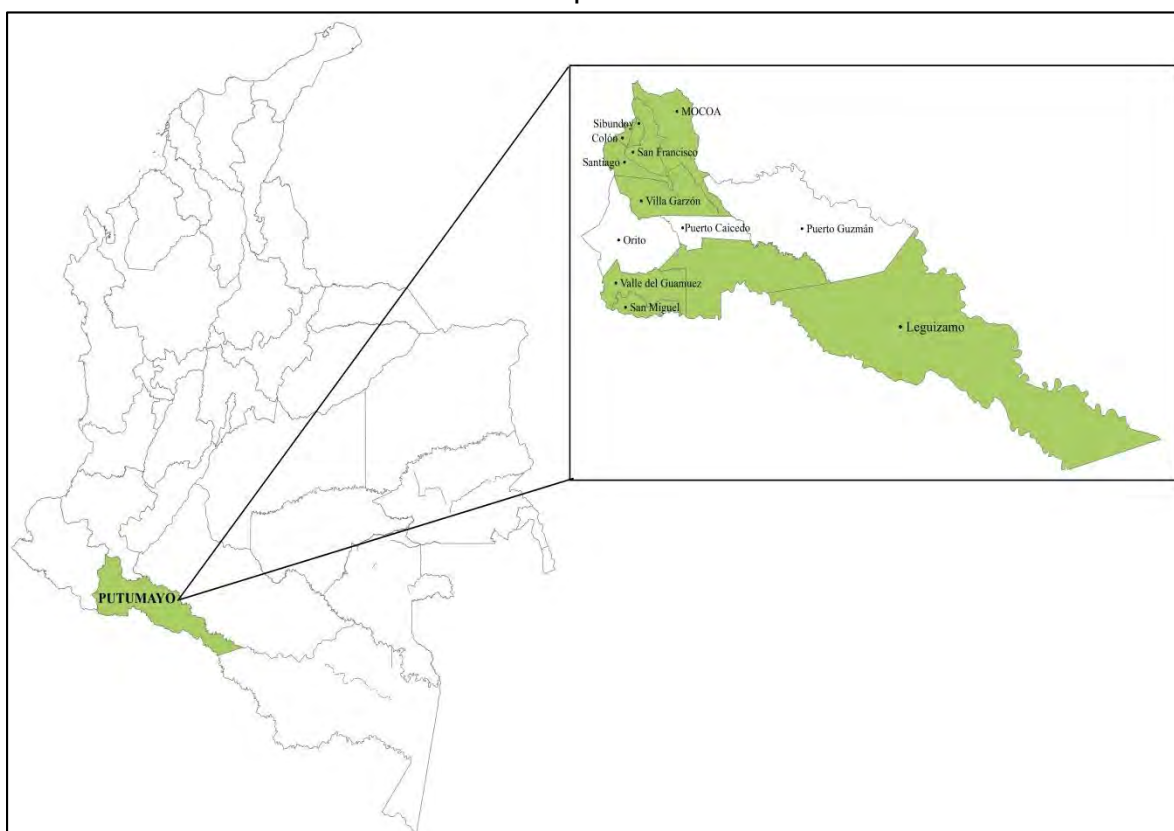 PUTUMAYO
MOCOA
Sibundoy
Colón
San Francisco
Santiago
Villa Garzón
Puerto Caicedo
Puerto Guzmán
Orito
Valle del Guamuez
San Miguel
Leguizamo